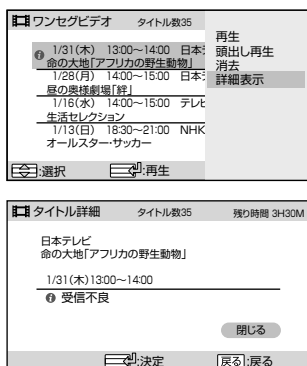 ワンセグビデオ タイトル数35
再生
頭出し再生
消去
詳細表示
1/31(木) 13:00~14:00 日本
命の大地｢アフリカの野生動物｣
1/28(月) 14:00~15:00 日本
昼の奥様劇場｢絆｣
1/16(水) 14:00~15:00 テレ
生活セレクション
1/13(日) 18:30~21:00 NHK
オールスター･サッカー
:選択 :再生
タイトル詳細 タイトル数35 残り時間 3H30M
日本テレビ
命の大地｢アフリカの野生動物｣
1/31(木)13:00~14:00
受信不良
閉じる
:決定 戻る:戻る